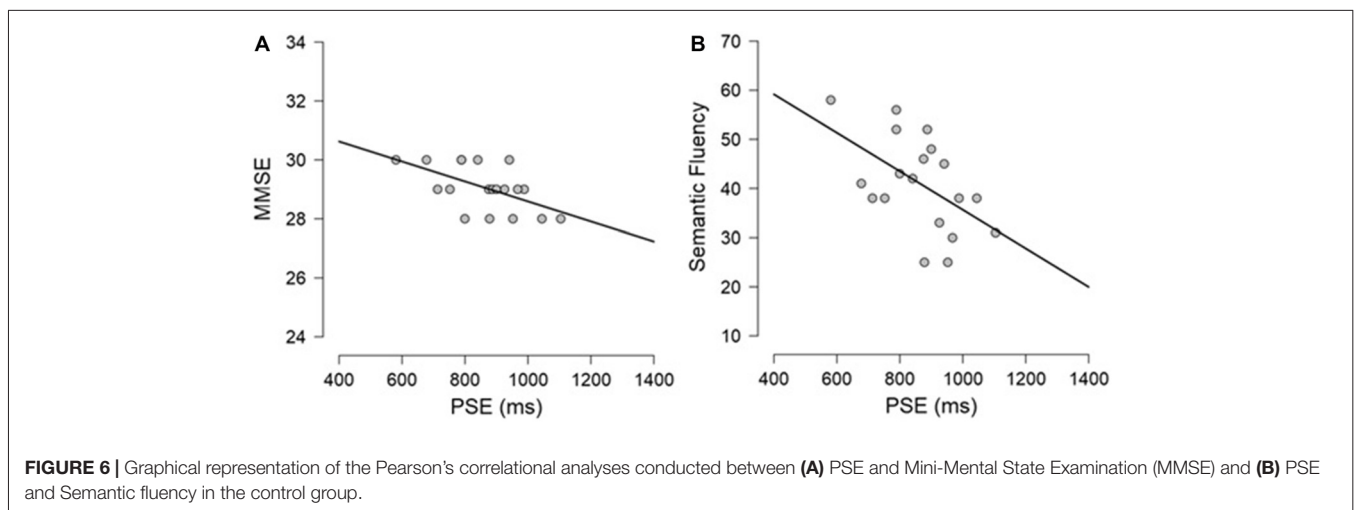 A
34
32
30
28
26
24
MMSE
400 600 800 1000 1200 1400
PSE (ms)
B
70
60
50
40
30
20
10
Semantic Fluency
400 600 800 1000 1200 1400
PSE (ms)
FIGURE 6 | Graphical representation of the Pearson's correlational analyses conducted between (A) PSE and Mini-Mental State Examination (MMSE) and (B) PSE
and Semantic fluency in the control group.